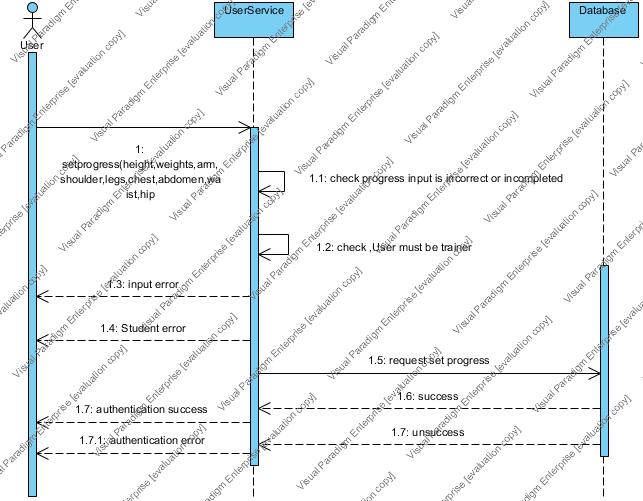 UserService
Database
User
1:
setprogress(height,weights,arm,
shoulder,legs,chest,abdomen,wa
ist,hip
1.1: check progress input is incorrect or incompleted
1.2: check ,User must be trainer
1.3: input error
1.4: Student error
1.5: request set progress
1.6: success
1.7: authentication success
1.7: unsuccess
1.7.1: authentication error
Visual Paradigm Enterprise [evaluation copy]